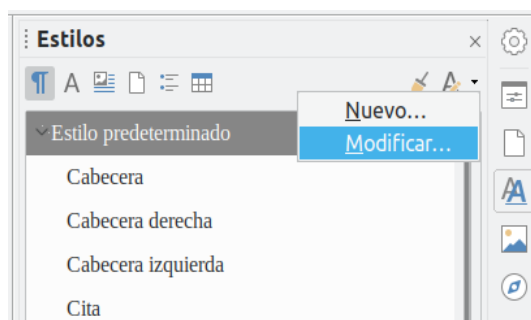 Estilos
Nuevo...
Modificar...
Estilo predeterminado
Cabecera
Cabecera derecha
Cabecera izquierda
Cita